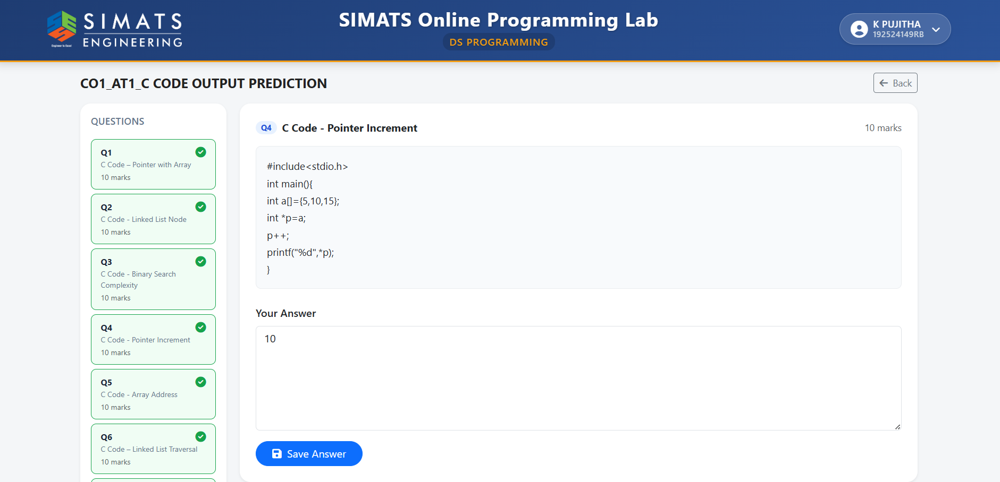 SIMATS
ENGINEERING
Engineer to Excel
SIMATS Online Programming Lab
DS PROGRAMMING
K PUJITHA
192524149RB
CO1_AT1_C CODE OUTPUT PREDICTION
Back
QUESTIONS
Q1
C Code – Pointer with Array
10 marks
Q2
C Code - Linked List Node
10 marks
Q3
C Code - Binary Search
Complexity
10 marks
Q4
C Code - Pointer Increment
10 marks
Q5
C Code - Array Address
10 marks
Q6
C Code – Linked List Traversal
10 marks
Q4 C Code - Pointer Increment
10 marks
#include<stdio.h>
int main(){
int a[]={5,10,15};
int *p=a;
p++;
printf("%d",*p);
}
Your Answer
10
Save Answer